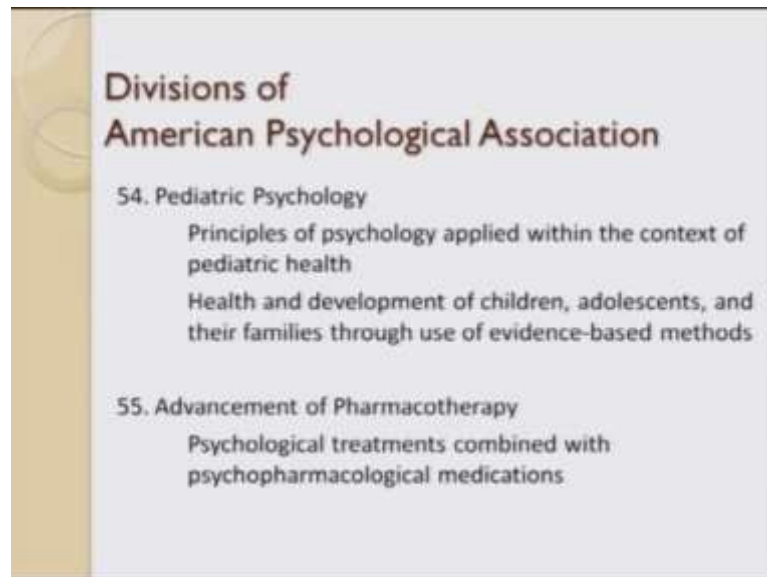 Divisions of
American Psychological Association
54. Pediatric Psychology
Principles of psychology applied within the context of
pediatric health
Health and development of children, adolescents, and
their families through use of evidence-based methods
55. Advancement of Pharmacotherapy
Psychological treatments combined with
psychopharmacological medications